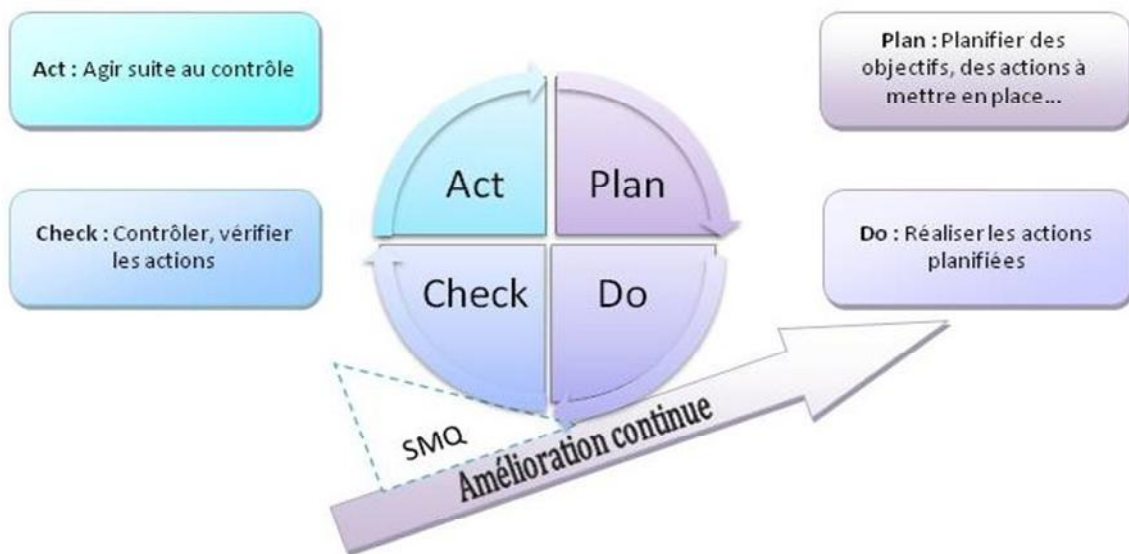 Act : Agir suite au contrôle
Plan : Planifier des
objectifs, des actions à
mettre en place...
Act
Plan
Check : Contrôler, vérifier
les actions
Do : Réaliser les actions
planifiées
Check
Do
SMQ
Amélioration continue